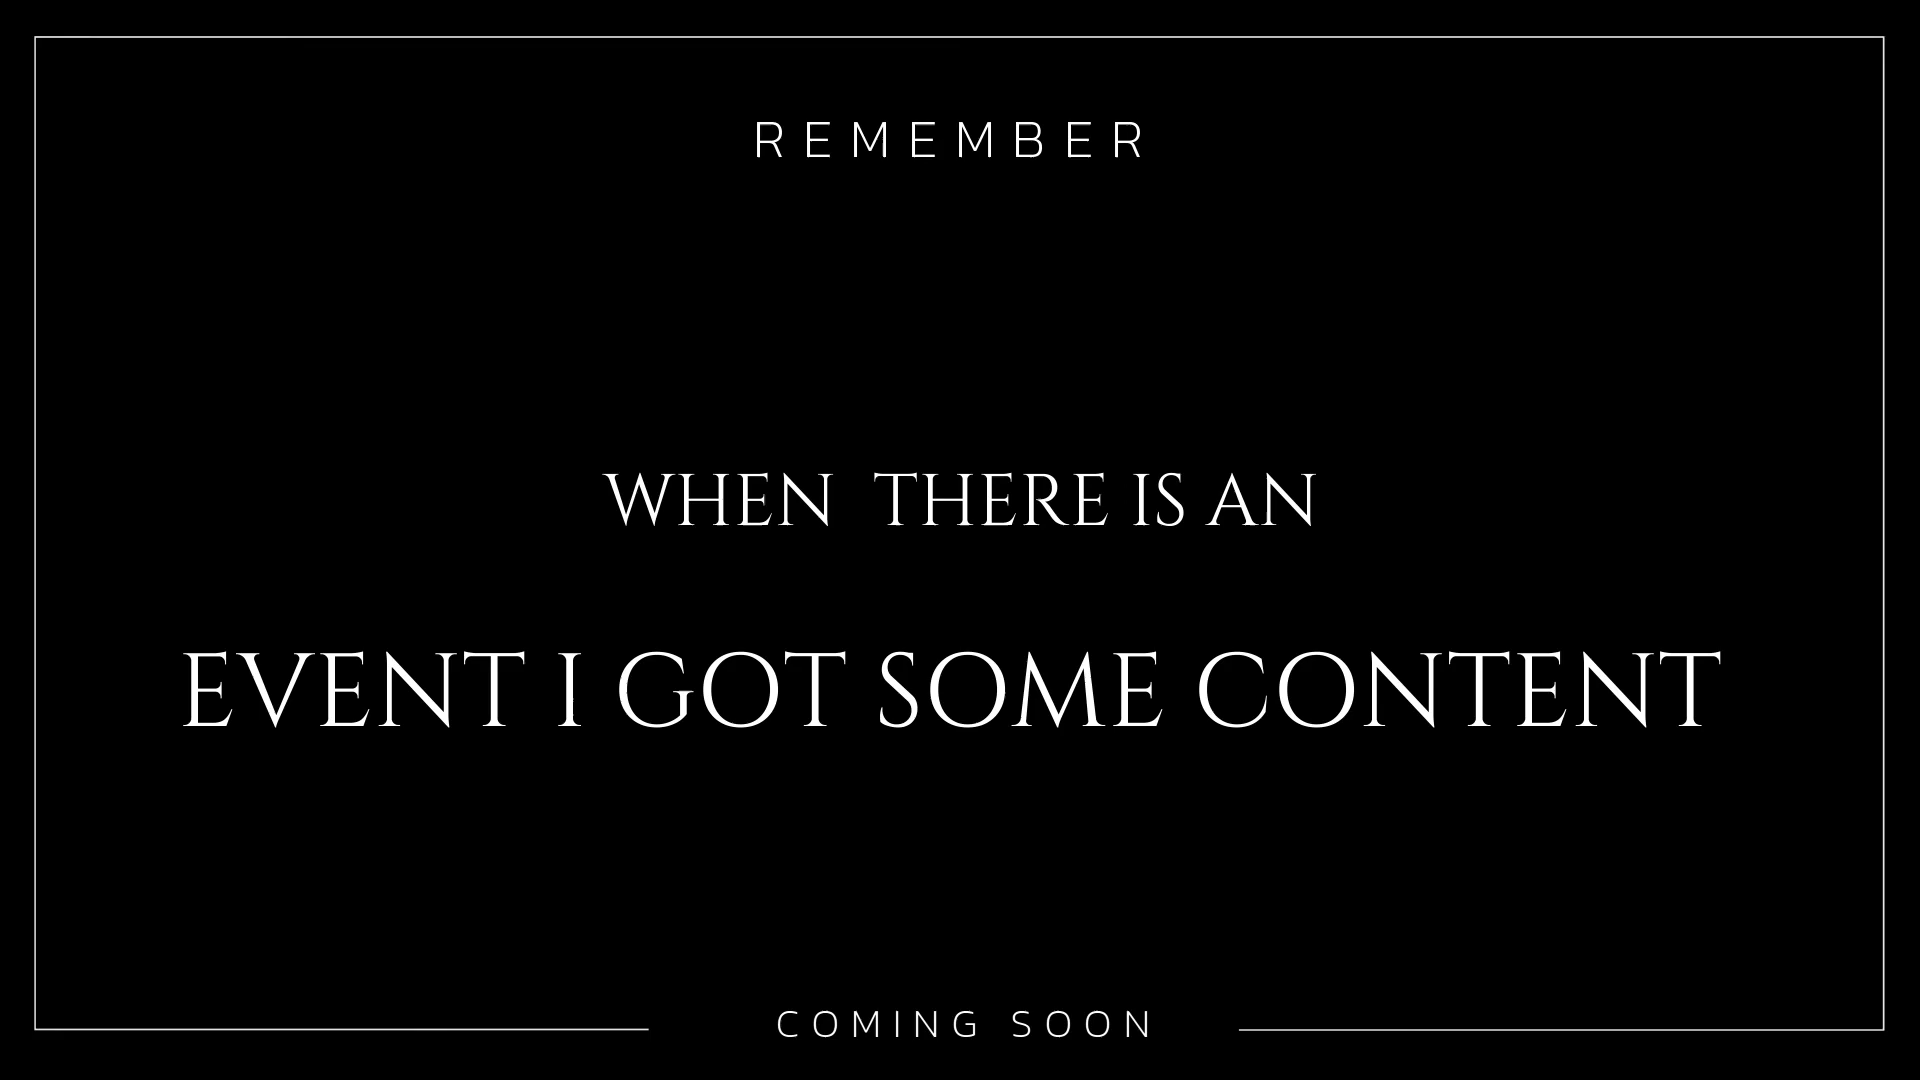 REMEMBER
WHEN THERE IS AN
EVENT I GOT SOME CONTENT
COMING SOON